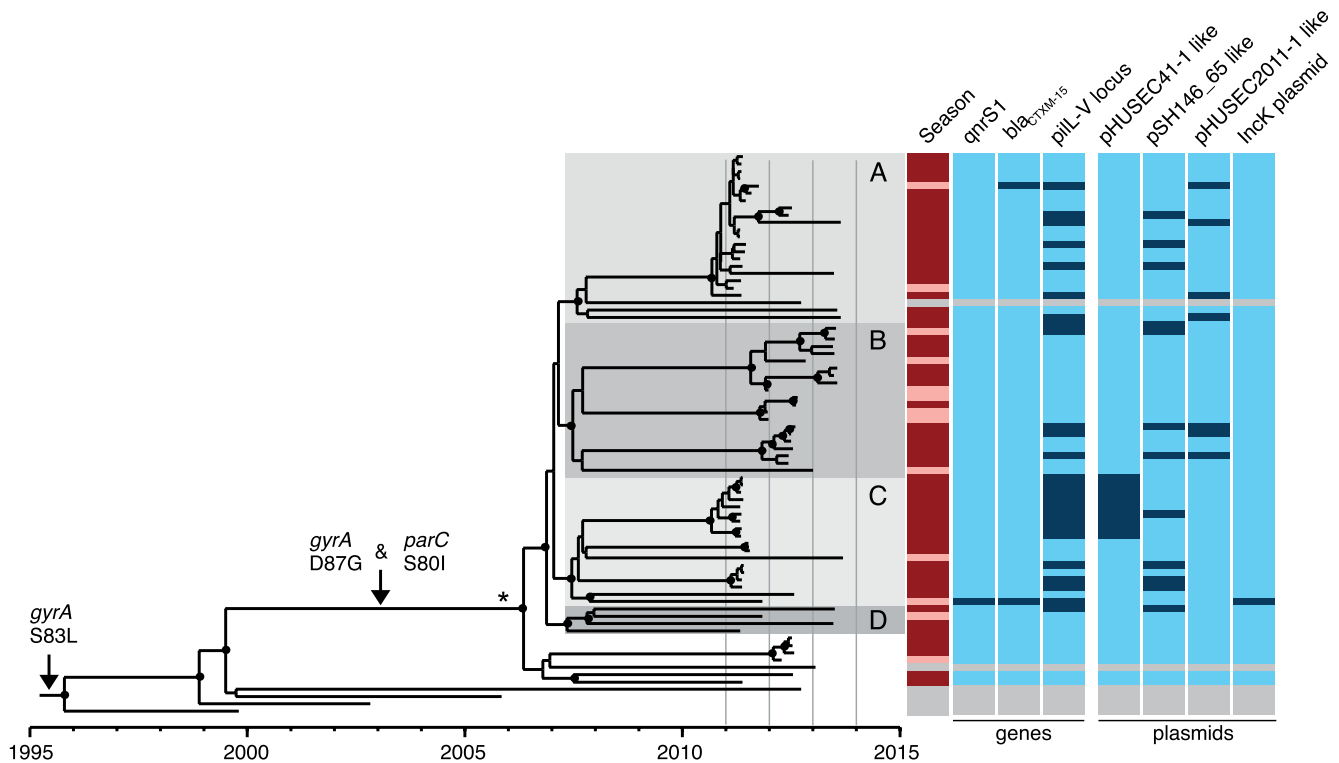 Season
qnrS1
blaCTXM-15
pilL-V locus
pHUSEC41-1 like
pSH146_65 like
pHUSEC2011-1 like
IncK plasmid
A
B
C
D
gyrA
D87G
&
parC
S80I
*
gyrA
S83L
1995
2000
2005
2010
2015
genes
plasmids